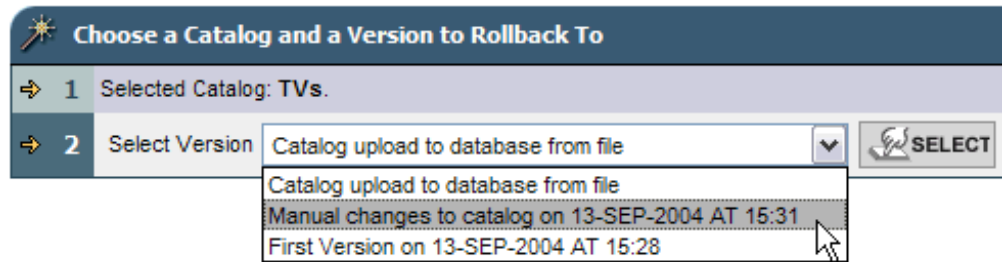 Choose a Catalog and a Version to Rollback To
1 Selected Catalog: TVs.
2 Select Version Catalog upload to database from file SELECT
Catalog upload to database from file
Manual changes to catalog on 13-SEP-2004 AT 15:31
First Version on 13-SEP-2004 AT 15:28